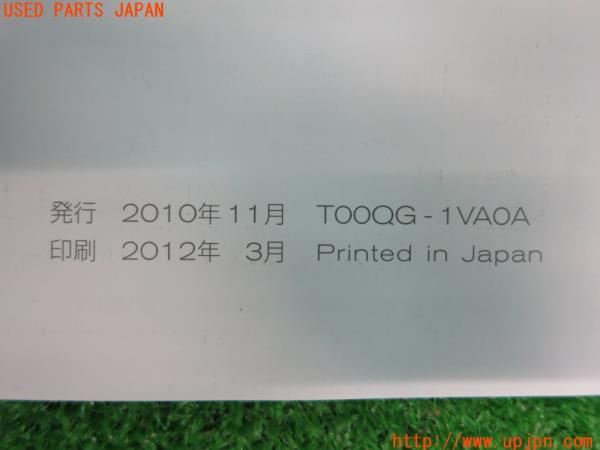 USED PARTS JAPAN
発行 2010年11月 T00QG-1VA0A
印刷 2012年 3月 Printed in Japan
http://www.upjpn.com